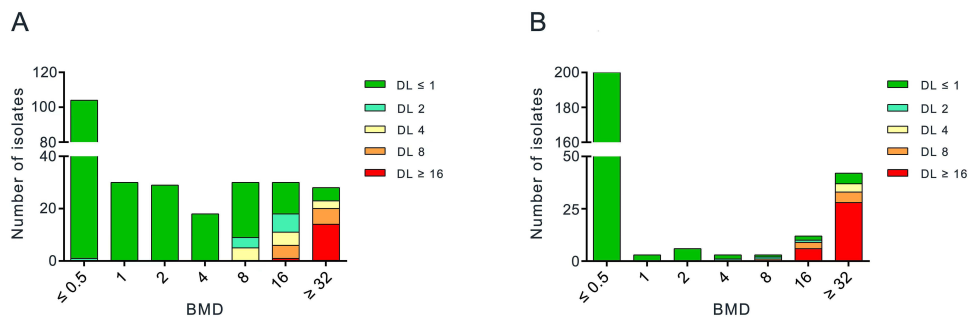 A
Number of isolates
120
100
80
40
20
0
≤ 0.5
1
2
4
8
16
≥ 32
BMD
DL ≤ 1
DL 2
DL 4
DL 8
DL ≥ 16
B
Number of isolates
200
180
160
50
25
0
≤ 0.5
1
2
4
8
16
≥ 32
BMD
DL ≤ 1
DL 2
DL 4
DL 8
DL ≥ 16